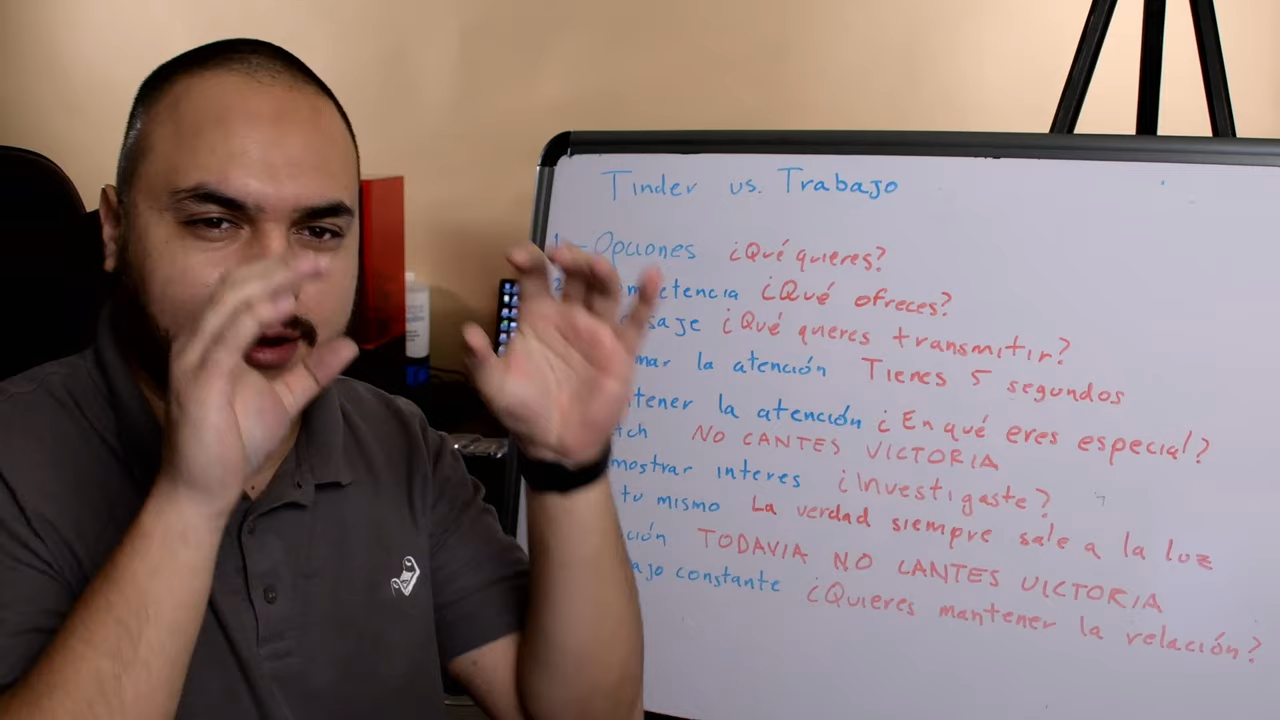 Tinder vs. Trabajo
1- Opciones ¿Qué quieres?
2 mpetencia ¿Qué ofreces?
saje ¿Qué quieres transmitir?
mar la atención Tienes 5 segundos
tener la atención ¿En qué eres especial?
tch NO CANTES VICTORIA
mostrar interes ¿Investigaste?
tu mismo La verdad siempre sale a la luz
ción TODAVIA NO CANTES VICTORIA
ajo constante ¿Quieres mantener la relación?